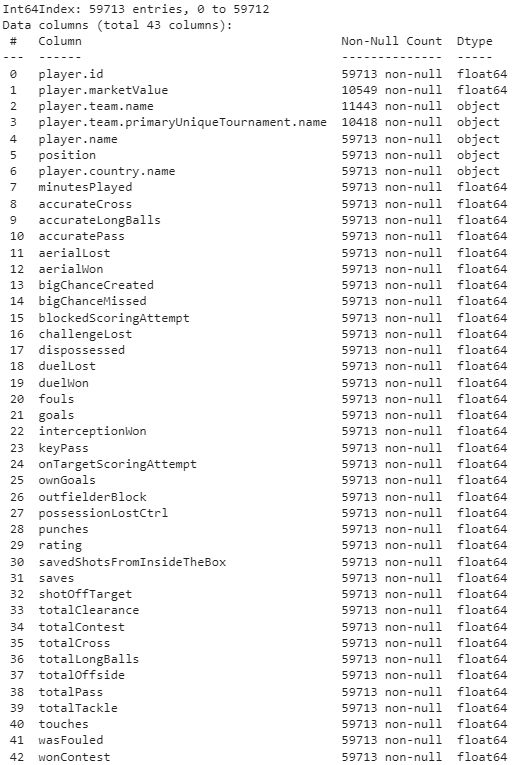 Int64Index: 59713 entries, 0 to 59712
Data columns (total 43 columns):
 #   Column                                  Non-Null Count  Dtype
---  ------                                  --------------  -----
 0   player.id                               59713 non-null  float64
 1   player.marketValue                      10549 non-null  float64
 2   player.team.name                        11443 non-null  object
 3   player.team.primaryUniqueTournament.name  10418 non-null  object
 4   player.name                             59713 non-null  object
 5   position                                59713 non-null  object
 6   player.country.name                     59713 non-null  object
 7   minutesPlayed                           59713 non-null  float64
 8   accurateCross                           59713 non-null  float64
 9   accurateLongBalls                       59713 non-null  float64
 10  accuratePass                            59713 non-null  float64
 11  aerialLost                              59713 non-null  float64
 12  aerialWon                               59713 non-null  float64
 13  bigChanceCreated                        59713 non-null  float64
 14  bigChanceMissed                         59713 non-null  float64
 15  blockedScoringAttempt                   59713 non-null  float64
 16  challengeLost                           59713 non-null  float64
 17  dispossessed                            59713 non-null  float64
 18  duelLost                                59713 non-null  float64
 19  duelWon                                 59713 non-null  float64
 20  fouls                                   59713 non-null  float64
 21  goals                                   59713 non-null  float64
 22  interceptionWon                         59713 non-null  float64
 23  keyPass                                 59713 non-null  float64
 24  onTargetScoringAttempt                  59713 non-null  float64
 25  ownGoals                                59713 non-null  float64
 26  outfielderBlock                         59713 non-null  float64
 27  possessionLostCtrl                      59713 non-null  float64
 28  punches                                 59713 non-null  float64
 29  rating                                  59713 non-null  float64
 30  savedShotsFromInsideTheBox              59713 non-null  float64
 31  saves                                   59713 non-null  float64
 32  shotOffTarget                           59713 non-null  float64
 33  totalClearance                          59713 non-null  float64
 34  totalContest                            59713 non-null  float64
 35  totalCross                              59713 non-null  float64
 36  totalLongBalls                          59713 non-null  float64
 37  totalOffside                            59713 non-null  float64
 38  totalPass                               59713 non-null  float64
 39  totalTackle                             59713 non-null  float64
 40  touches                                 59713 non-null  float64
 41  wasFouled                               59713 non-null  float64
 42  wonContest                              59713 non-null  float64